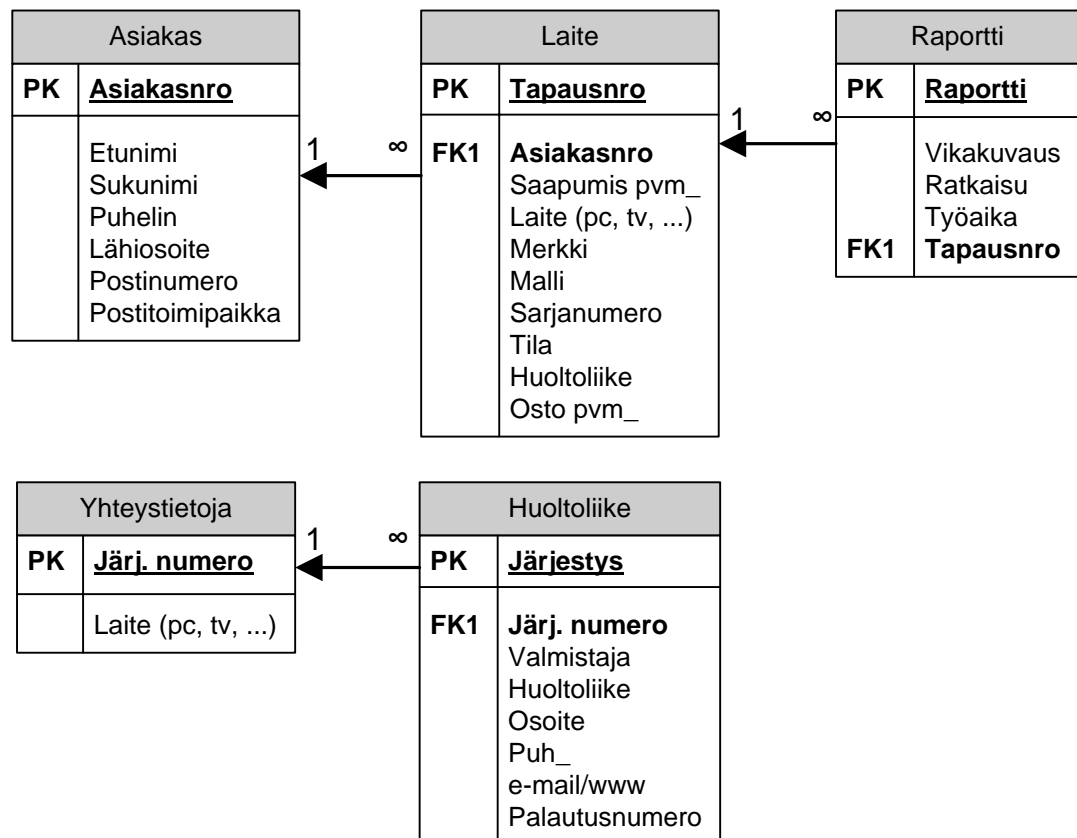 Asiakas
PK Asiakasnro
Etunimi
Sukunimi
Puhelin
Lähiosoite
Postinumero
Postitoimipaikka
1 ∞
Laite
PK Tapausnro
FK1 Asiakasnro
Saapumis pvm_
Laite (pc, tv, ...)
Merkki
Malli
Sarjanumero
Tila
Huoltoliike
Osto pvm_
1 ∞
Raportti
PK Raportti
Vikakuvaus
Ratkaisu
Työaika
FK1 Tapausnro
Yhteystietoja
PK Järj. numero
Laite (pc, tv, ...)
1 ∞
Huoltoliike
PK Järjestys
FK1 Järj. numero
Valmistaja
Huoltoliike
Osoite
Puh_
e-mail/www
Palautusnumero